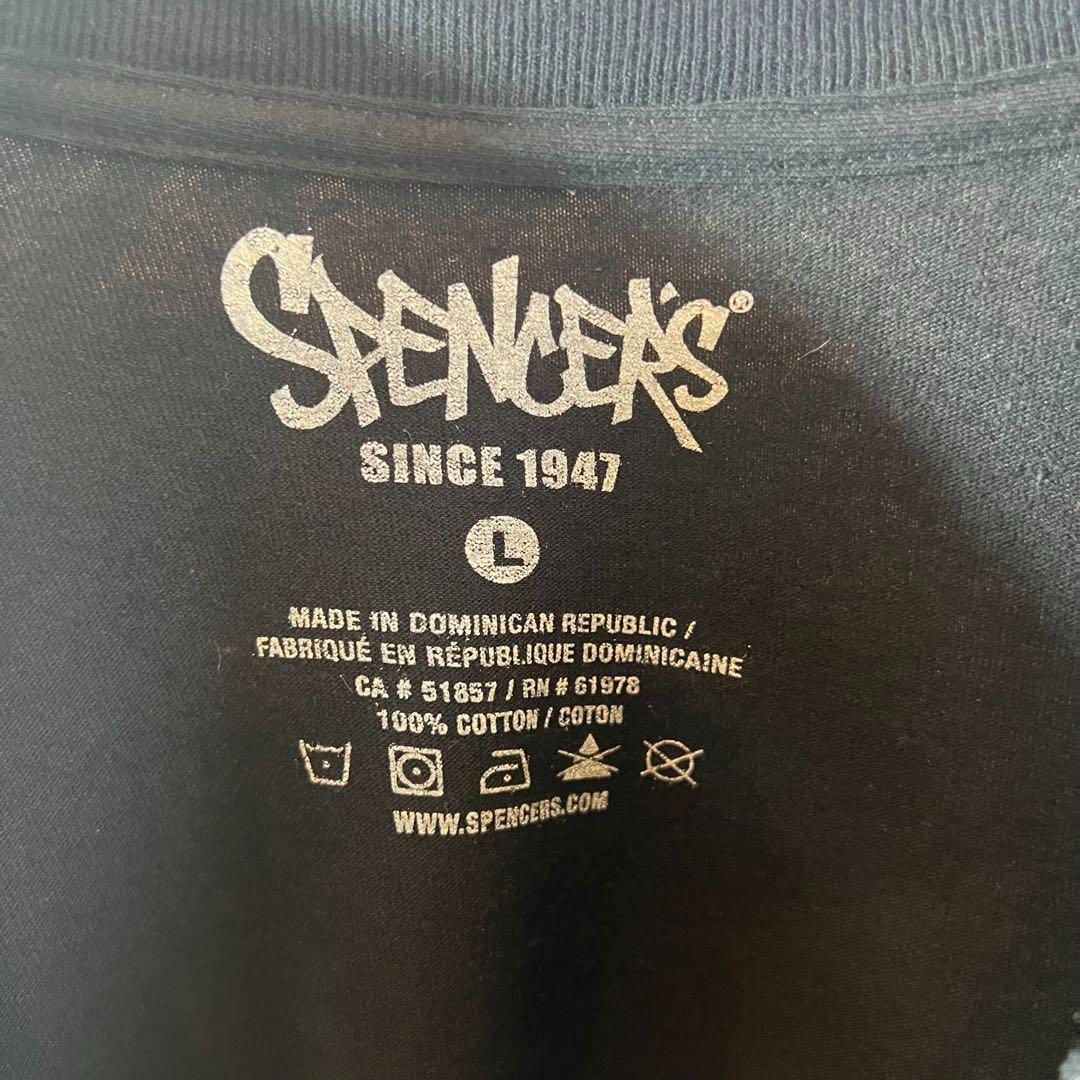 SPENCER'S®
SINCE 1947
L
MADE IN DOMINICAN REPUBLIC /
FABRIQUÉ EN RÉPUBLIQUE DOMINICAINE
CA # 51857 / RN # 61978
100% COTTON / COTON
WWW.SPENCERS.COM